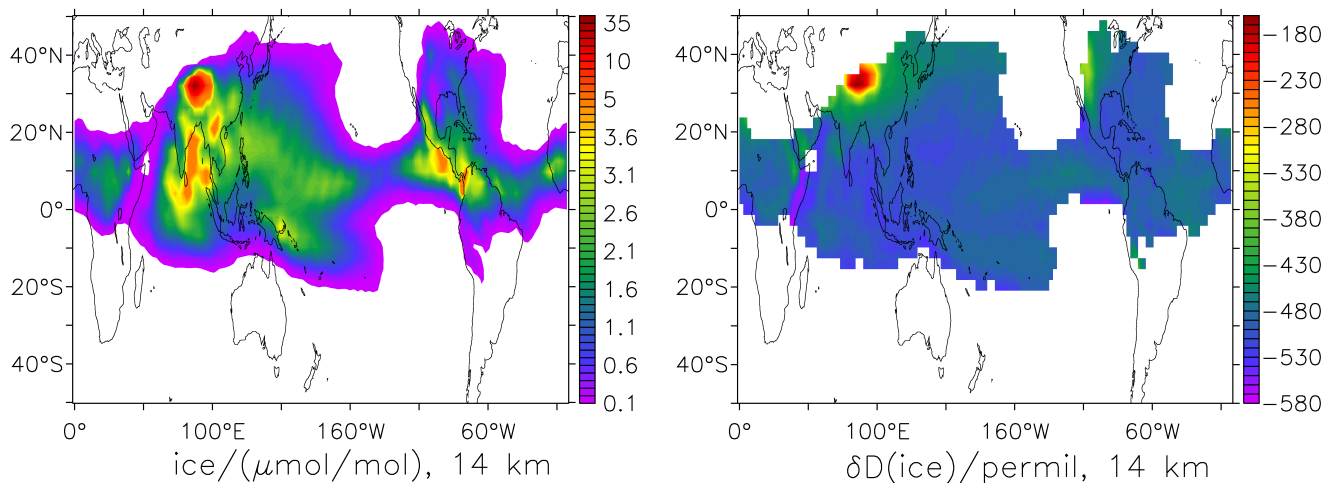 40°N
20°N
0°
20°S
40°S
0°
100°E
160°W
60°W
35
10
5
3.6
3.1
2.6
2.1
1.6
1.1
0.6
0.1
ice/(μmol/mol), 14 km
40°N
20°N
0°
20°S
40°S
0°
100°E
160°W
60°W
−180
−230
−280
−330
−380
−430
−480
−530
−580
δD(ice)/permil, 14 km